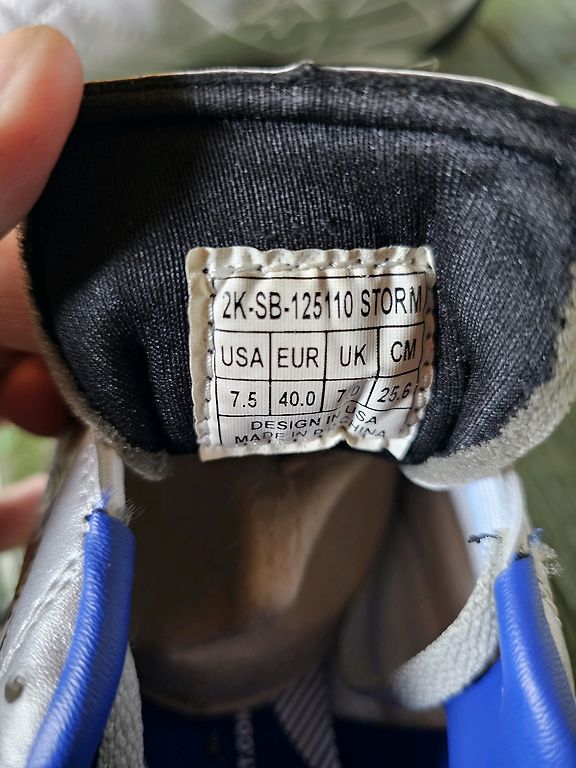 2K-SB-125110 STORM
USA EUR UK CM
7.5 40.0 7.0 25.6
DESIGN IN USA
MADE IN P.R.CHINA